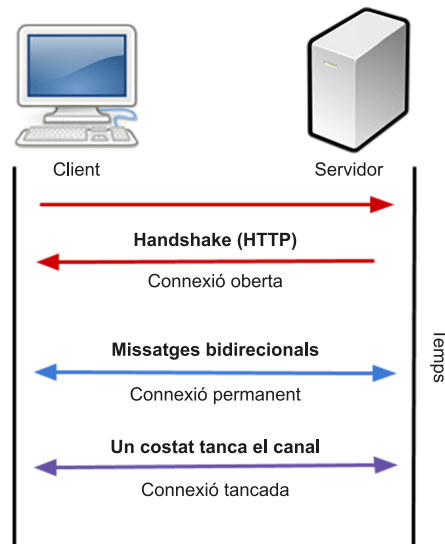 Client
Servidor
Handshake (HTTP)
Connexió oberta
Missatges bidirecionals
Connexió permanent
Un costat tanca el canal
Connexió tancada
Temps